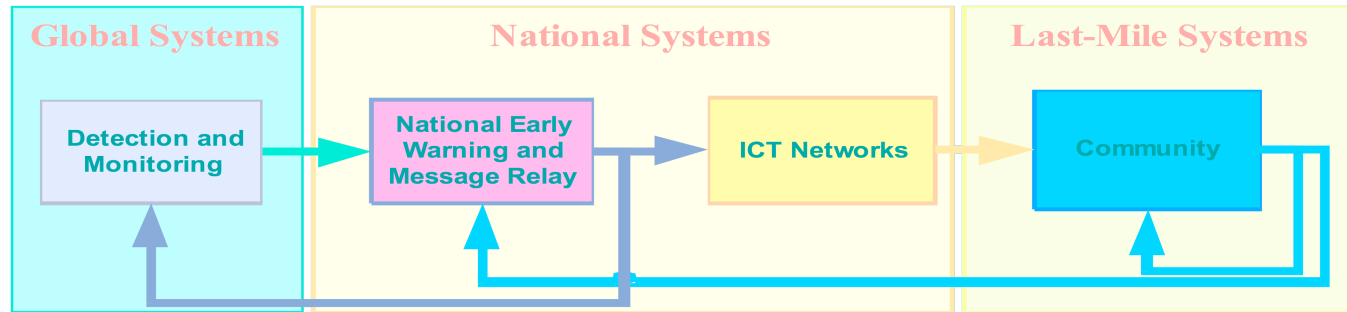 Global Systems
National Systems
Last-Mile Systems
Detection and
Monitoring
National Early
Warning and
Message Relay
ICT Networks
Community